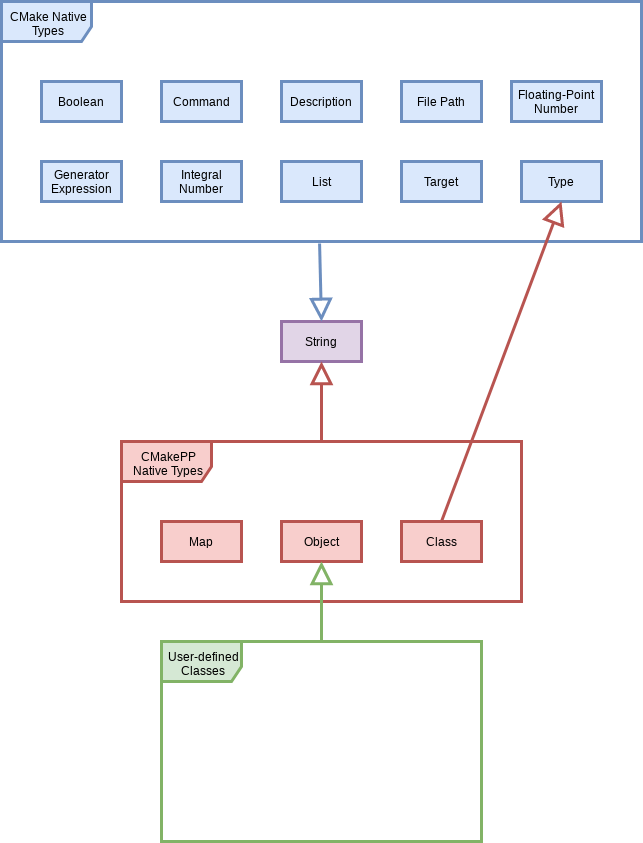 CMake Native
Types
Boolean
Command
Description
File Path
Floating-Point
Number
Generator
Expression
Integral
Number
List
Target
Type
String
CMakePP
Native Types
Map
Object
Class
User-defined
Classes